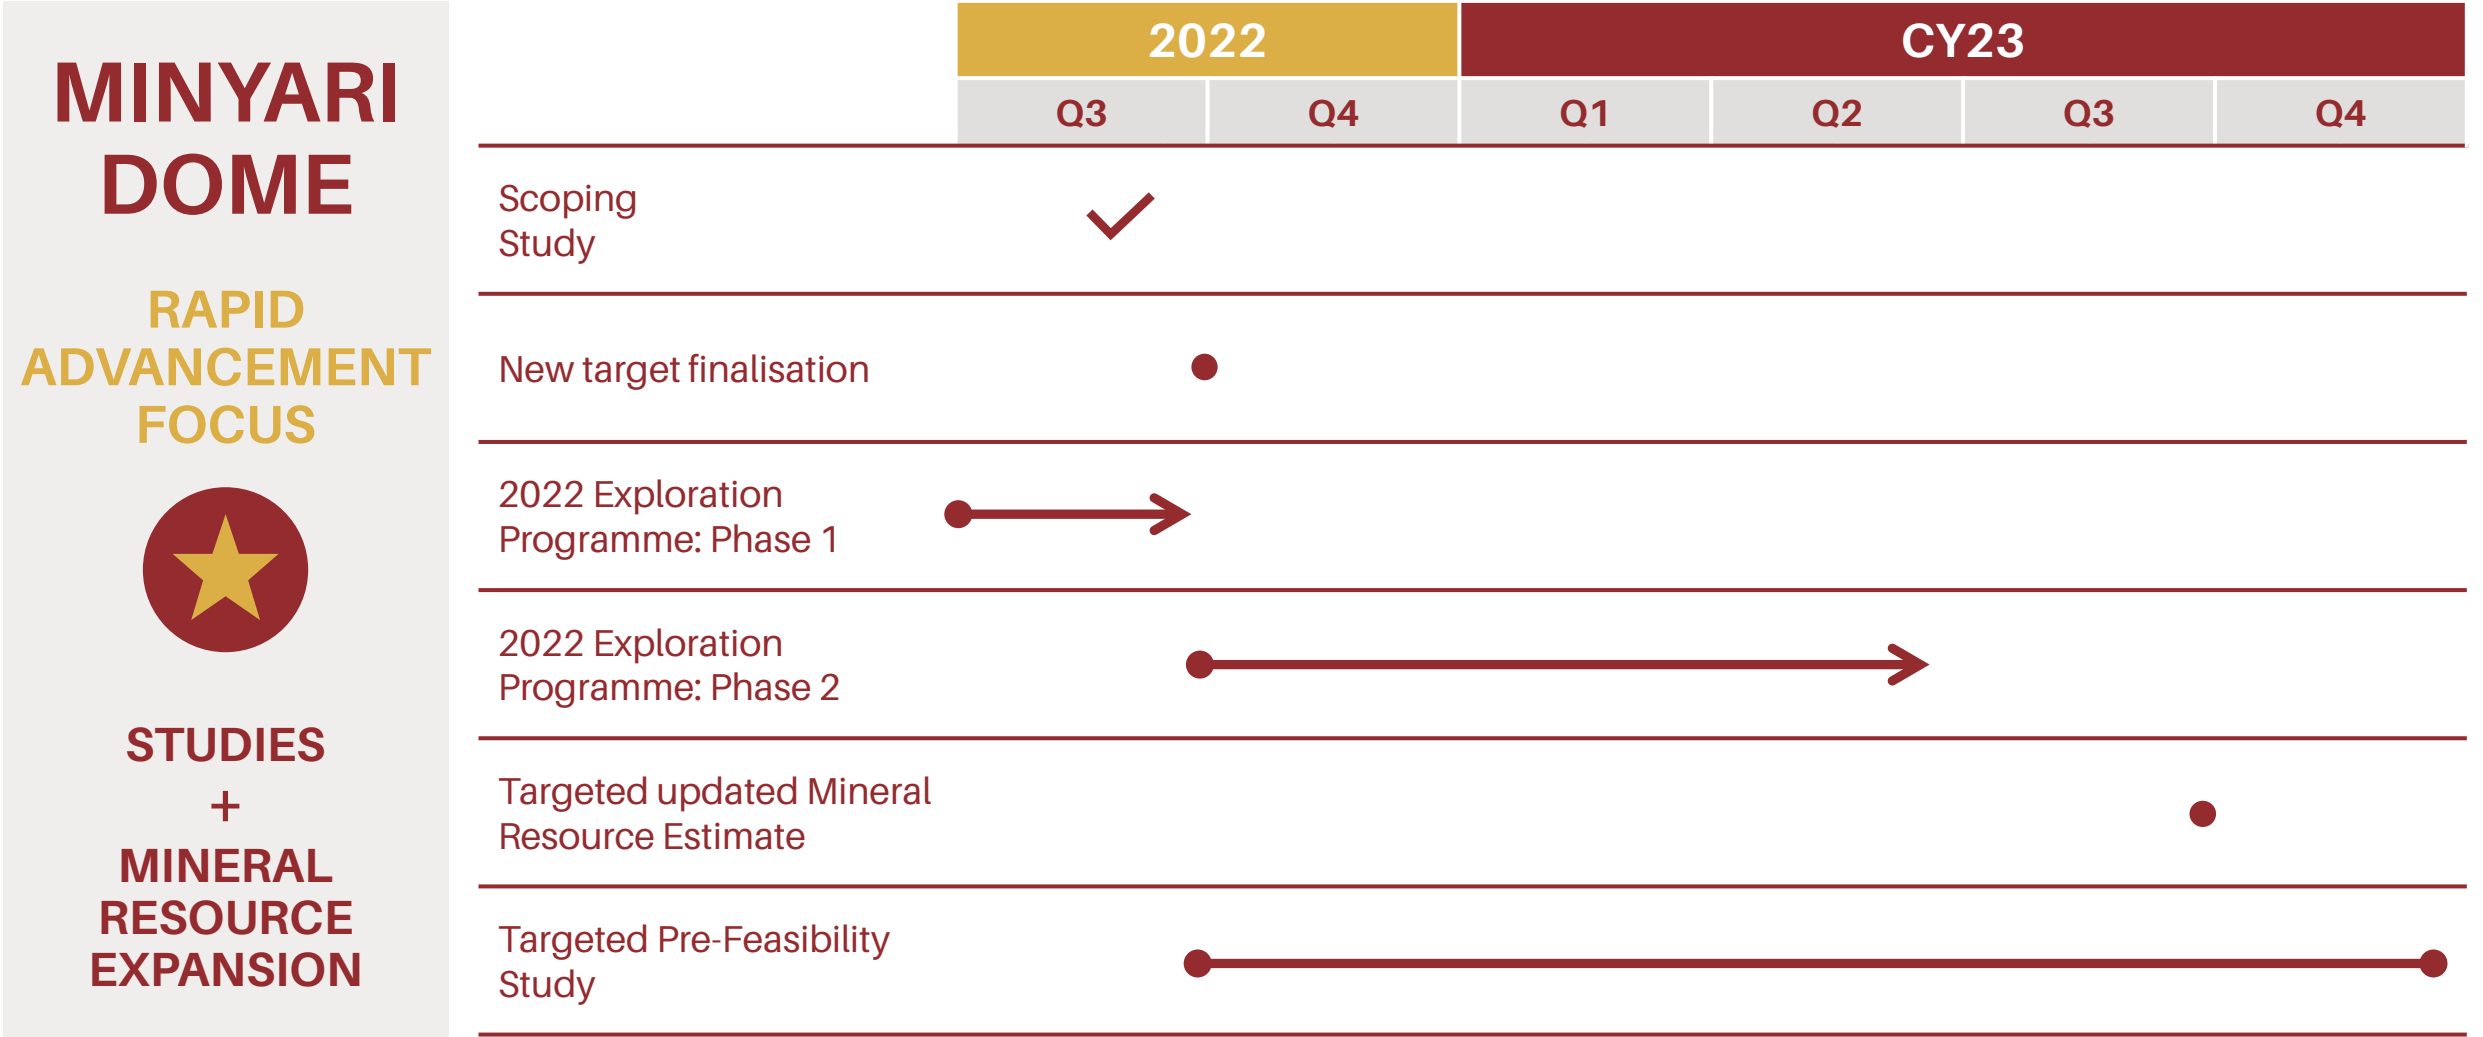 MINYARI
DOME
RAPID
ADVANCEMENT
FOCUS
STUDIES
+
MINERAL
RESOURCE
EXPANSION
2022
CY23
Q3
Q4
Q1
Q2
Q3
Q4
Scoping
Study
New target finalisation
2022 Exploration
Programme: Phase 1
2022 Exploration
Programme: Phase 2
Targeted updated Mineral
Resource Estimate
Targeted Pre-Feasibility
Study